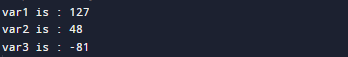 var1 is : 127
var2 is : 48
var3 is : -81